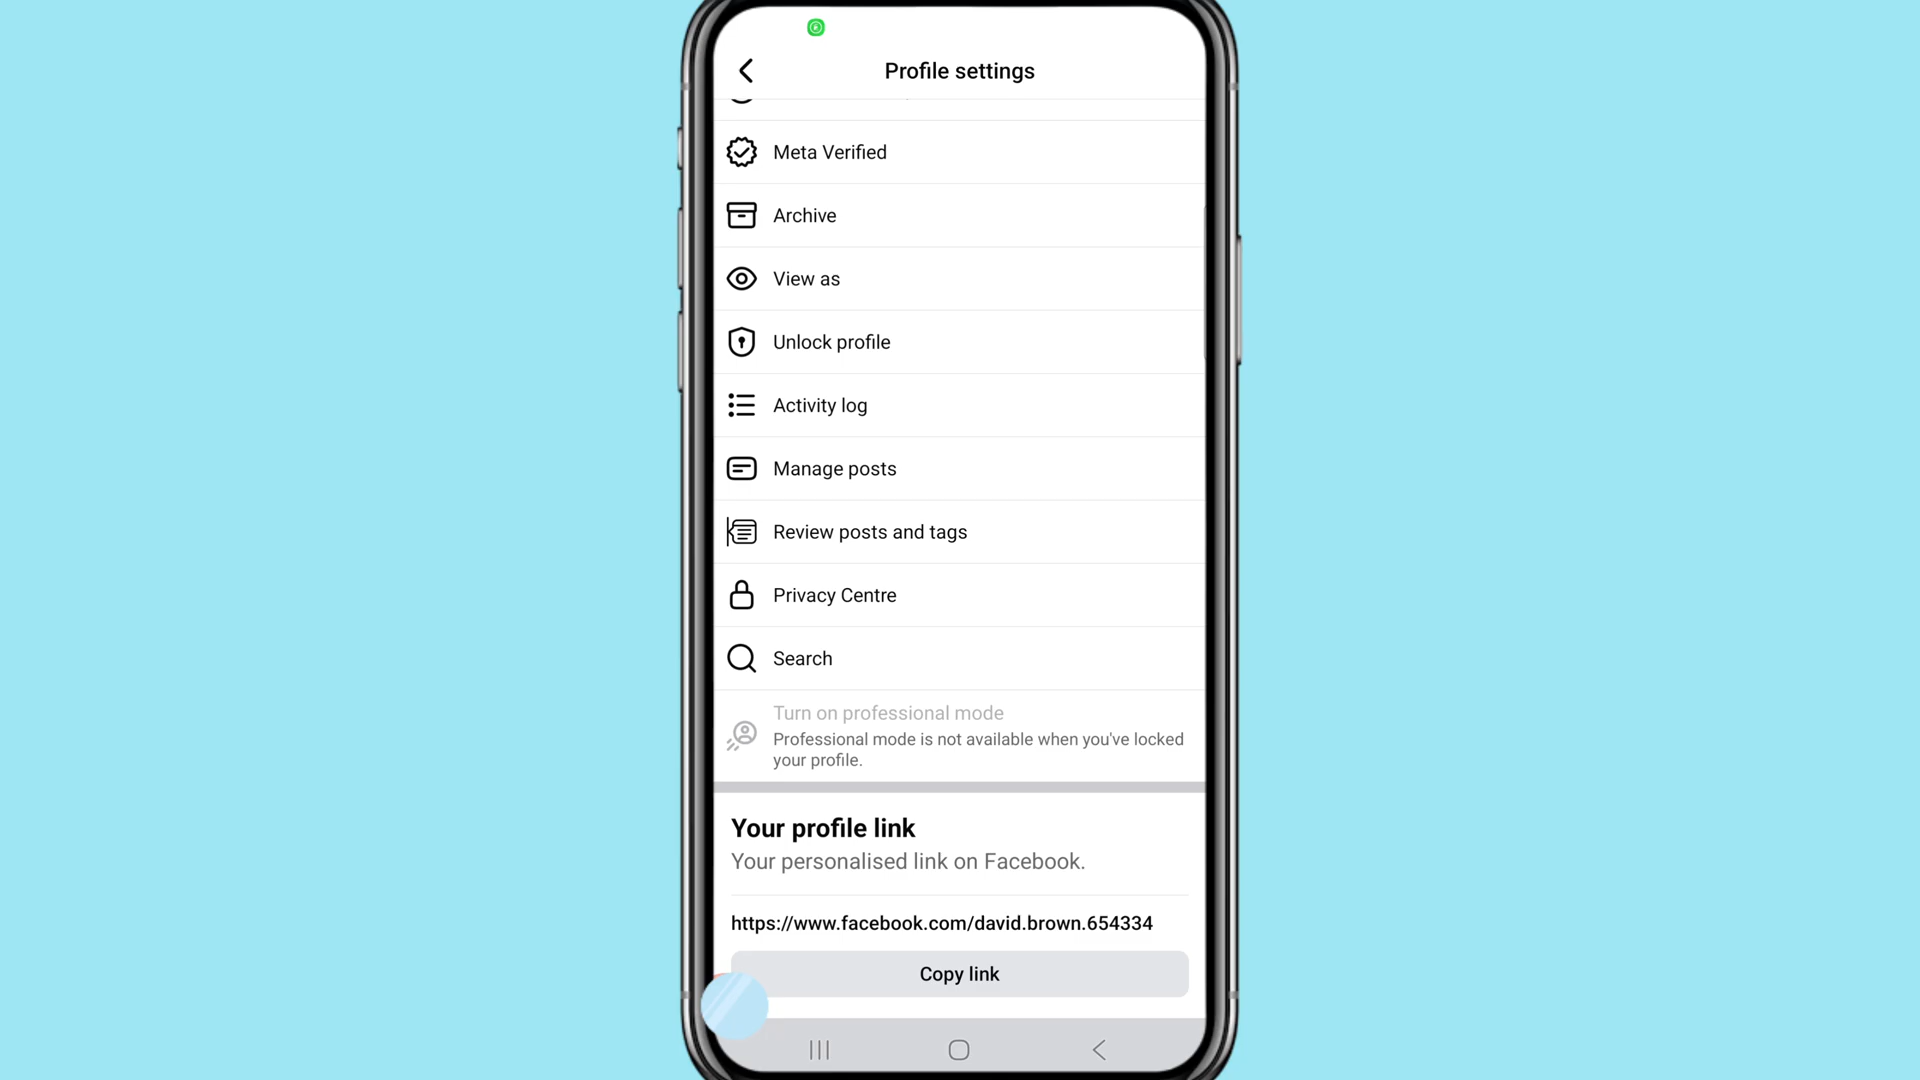 Profile settings
Meta Verified
Archive
View as
Unlock profile
Activity log
Manage posts
Review posts and tags
Privacy Centre
Search
Turn on professional mode
Professional mode is not available when you've locked
your profile.
Your profile link
Your personalised link on Facebook.
https://www.facebook.com/david.brown.654334
Copy link